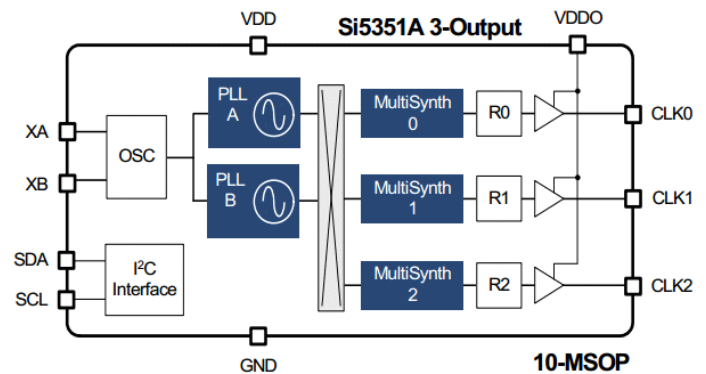 VDD
Si5351A 3-Output
VDDO
PLL
A
MultiSynth
0
R0
CLK0
XA
OSC
XB
PLL
B
MultiSynth
1
R1
CLK1
SDA
I²C
Interface
SCL
MultiSynth
2
R2
CLK2
GND
10-MSOP